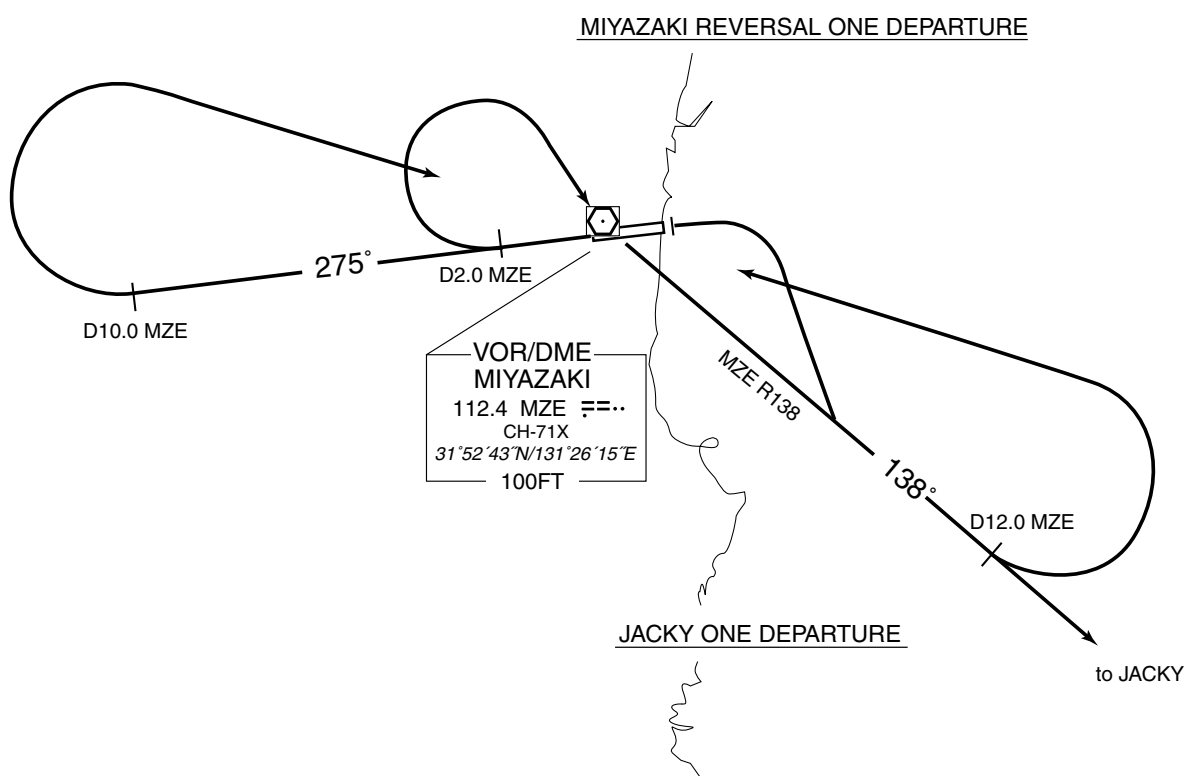 MIYAZAKI REVERSAL ONE DEPARTURE
275°
D2.0 MZE
D10.0 MZE
VOR/DME
MIYAZAKI
112.4 MZE
CH-71X
31°52´43˝N/131°26´15˝E
100FT
MZE R138
138°
D12.0 MZE
JACKY ONE DEPARTURE
to JACKY